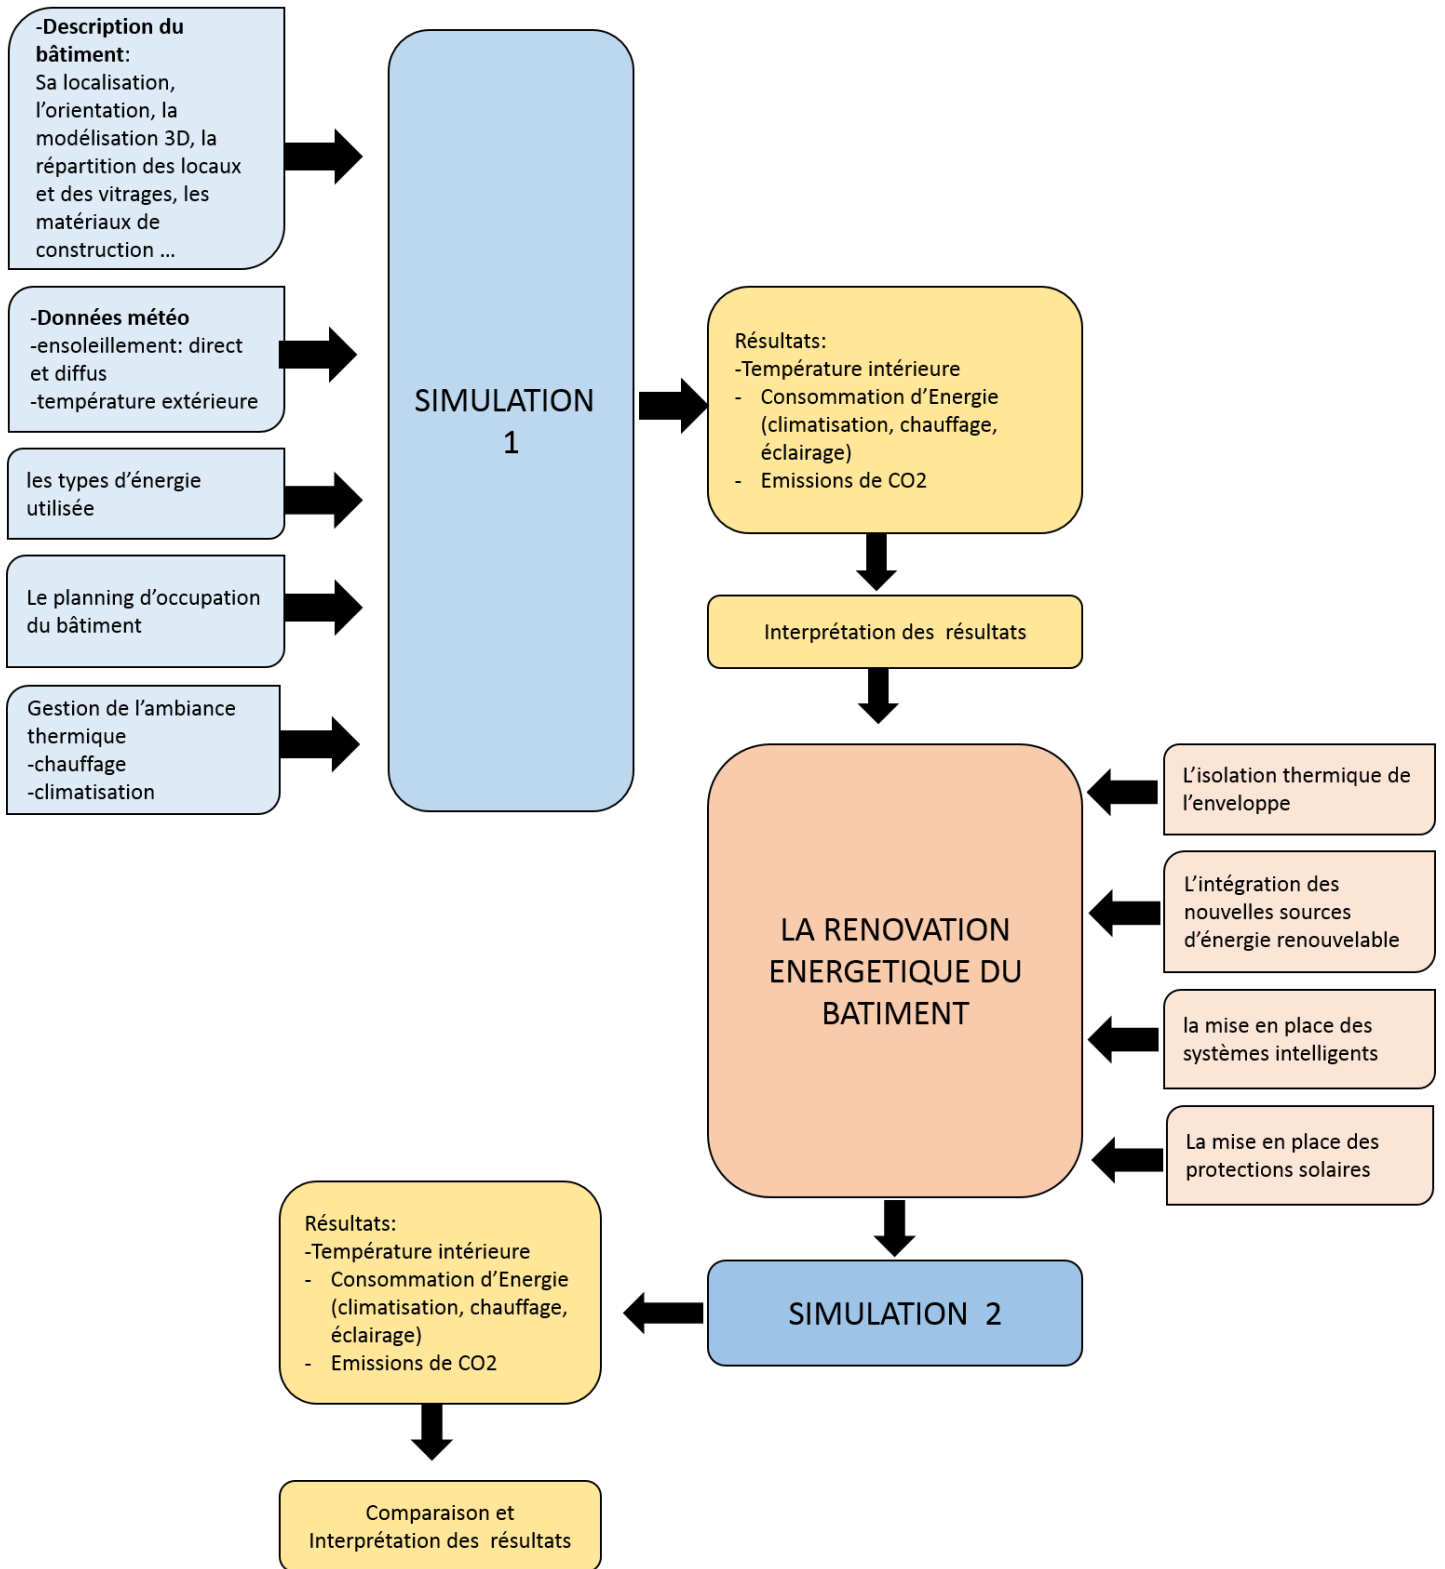 -Description du
bâtiment:
Sa localisation,
l'orientation, la
modélisation 3D, la
répartition des locaux
et des vitrages, les
matériaux de
construction ...
-Données météo
-ensoleillement: direct
et diffus
-température extérieure
les types d'énergie
utilisée
Le planning d'occupation
du bâtiment
Gestion de l'ambiance
thermique
-chauffage
-climatisation
SIMULATION
1
Résultats:
-Température intérieure
- Consommation d'Energie
(climatisation, chauffage,
éclairage)
- Emissions de CO2
Interprétation des résultats
LA RENOVATION
ENERGETIQUE DU
BATIMENT
L'isolation thermique de
l'enveloppe
L'intégration des
nouvelles sources
d'énergie renouvelable
la mise en place des
systèmes intelligents
La mise en place des
protections solaires
SIMULATION 2
Résultats:
-Température intérieure
- Consommation d'Energie
(climatisation, chauffage,
éclairage)
- Emissions de CO2
Comparaison et
Interprétation des résultats